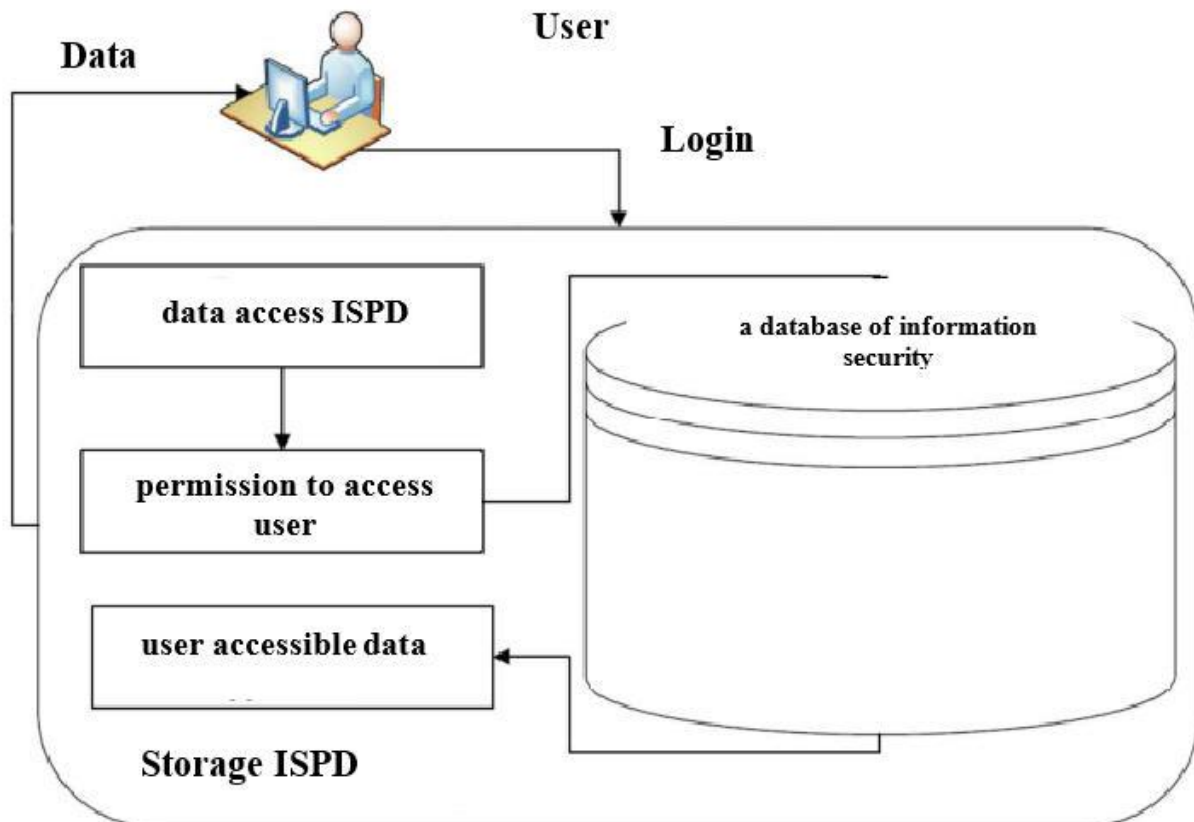 User
Data
Login
data access ISPD
a database of information
security
permission to access
user
user accessible data
Storage ISPD